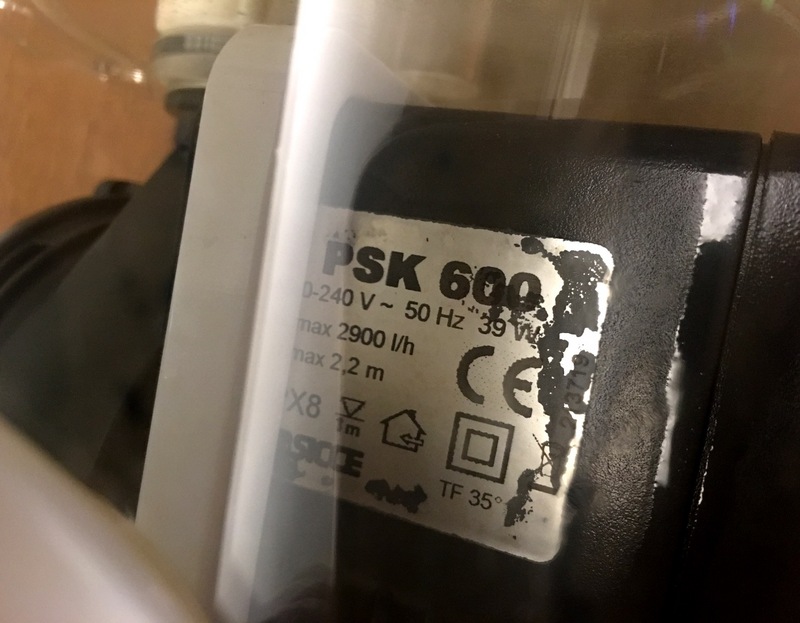 PSK 600
0-240 V ~ 50 Hz 39 W
max 2900 l/h
max 2,2 m
X8
1m
CE
TF 35°